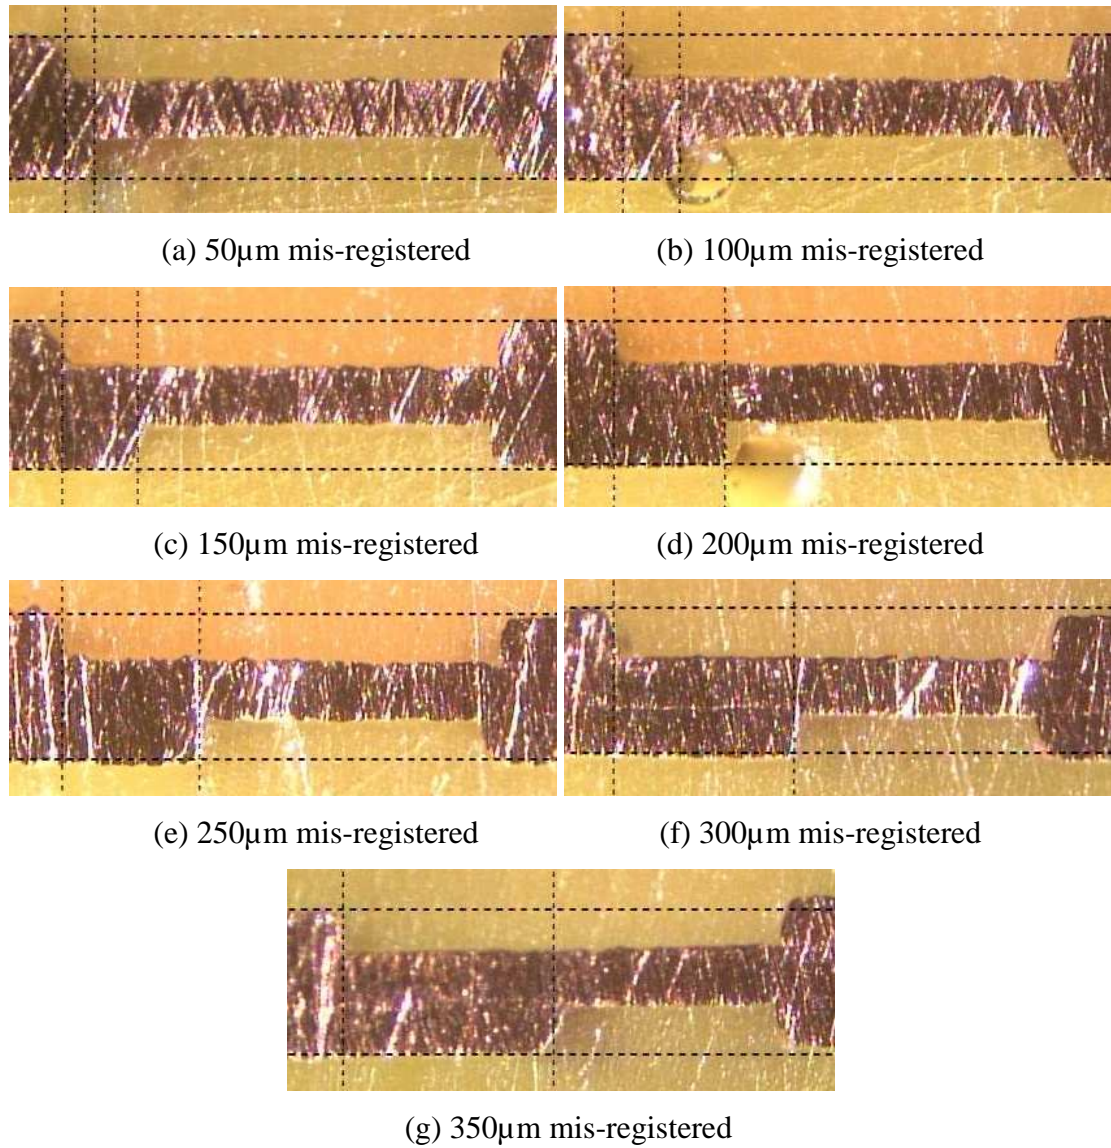 (a) 50µm mis-registered
(b) 100µm mis-registered
(c) 150µm mis-registered
(d) 200µm mis-registered
(e) 250µm mis-registered
(f) 300µm mis-registered
(g) 350µm mis-registered